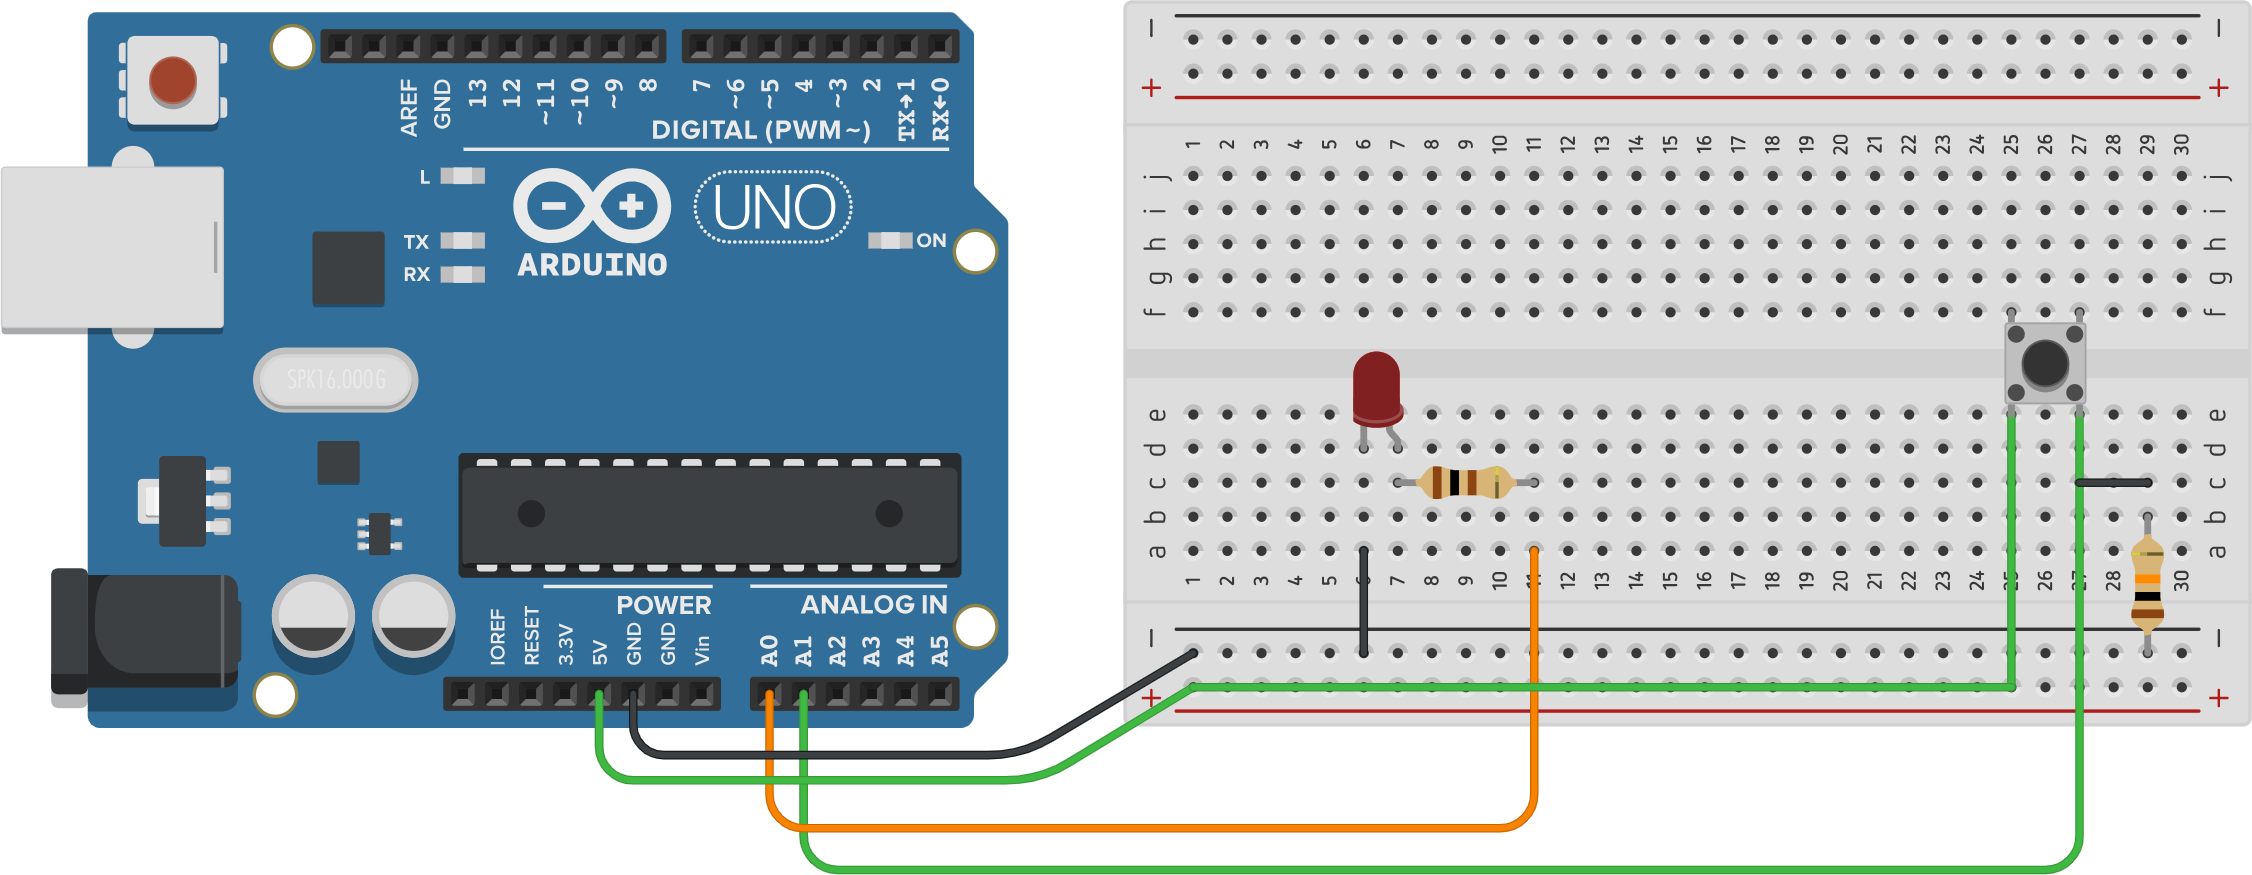 AREF GND 13 12 ~11 ~10 ~9 8 7 ~6 ~5 4 ~3 2 TX→1 RX←0
DIGITAL (PWM~)
L
TX
RX
ARDUINO
UNO
ON
SPK16.000G
POWER
ANALOG IN
IOREF RESET 3.3V 5V GND GND Vin A0 A1 A2 A3 A4 A5
− −
+ +
1 2 3 4 5 6 7 8 9 10 11 12 13 14 15 16 17 18 19 20 21 22 23 24 25 26 27 28 29 30
j j
i i
h h
g g
f f
e e
d d
c c
b b
a a
1 2 3 4 5 6 7 8 9 10 11 12 13 14 15 16 17 18 19 20 21 22 23 24 25 26 27 28 29 30
− −
+ +